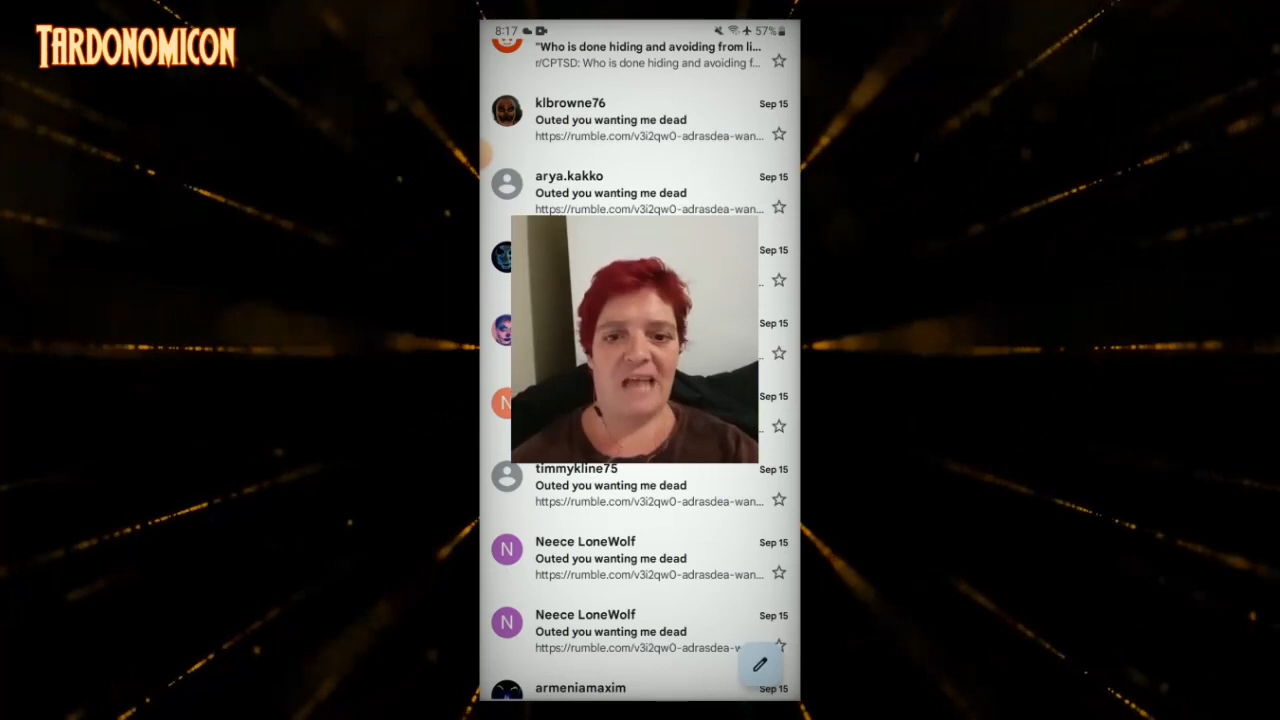 TARDONOMICON
8:17
57%
"Who is done hiding and avoiding from li...
r/CPTSD: Who is done hiding and avoiding f...
klbrowne76
Sep 15
Outed you wanting me dead
https://rumble.com/v3i2qw0-adrasdea-wan...
arya.kakko
Sep 15
Outed you wanting me dead
https://rumble.com/v3i2qw0-adrasdea-wan...
Sep 15
Sep 15
N
Sep 15
timmykline75
Sep 15
Outed you wanting me dead
https://rumble.com/v3i2qw0-adrasdea-wan...
N
Neece LoneWolf
Sep 15
Outed you wanting me dead
https://rumble.com/v3i2qw0-adrasdea-wan...
N
Neece LoneWolf
Sep 15
Outed you wanting me dead
https://rumble.com/v3i2qw0-adrasdea-w
armeniamaxim
Sep 15